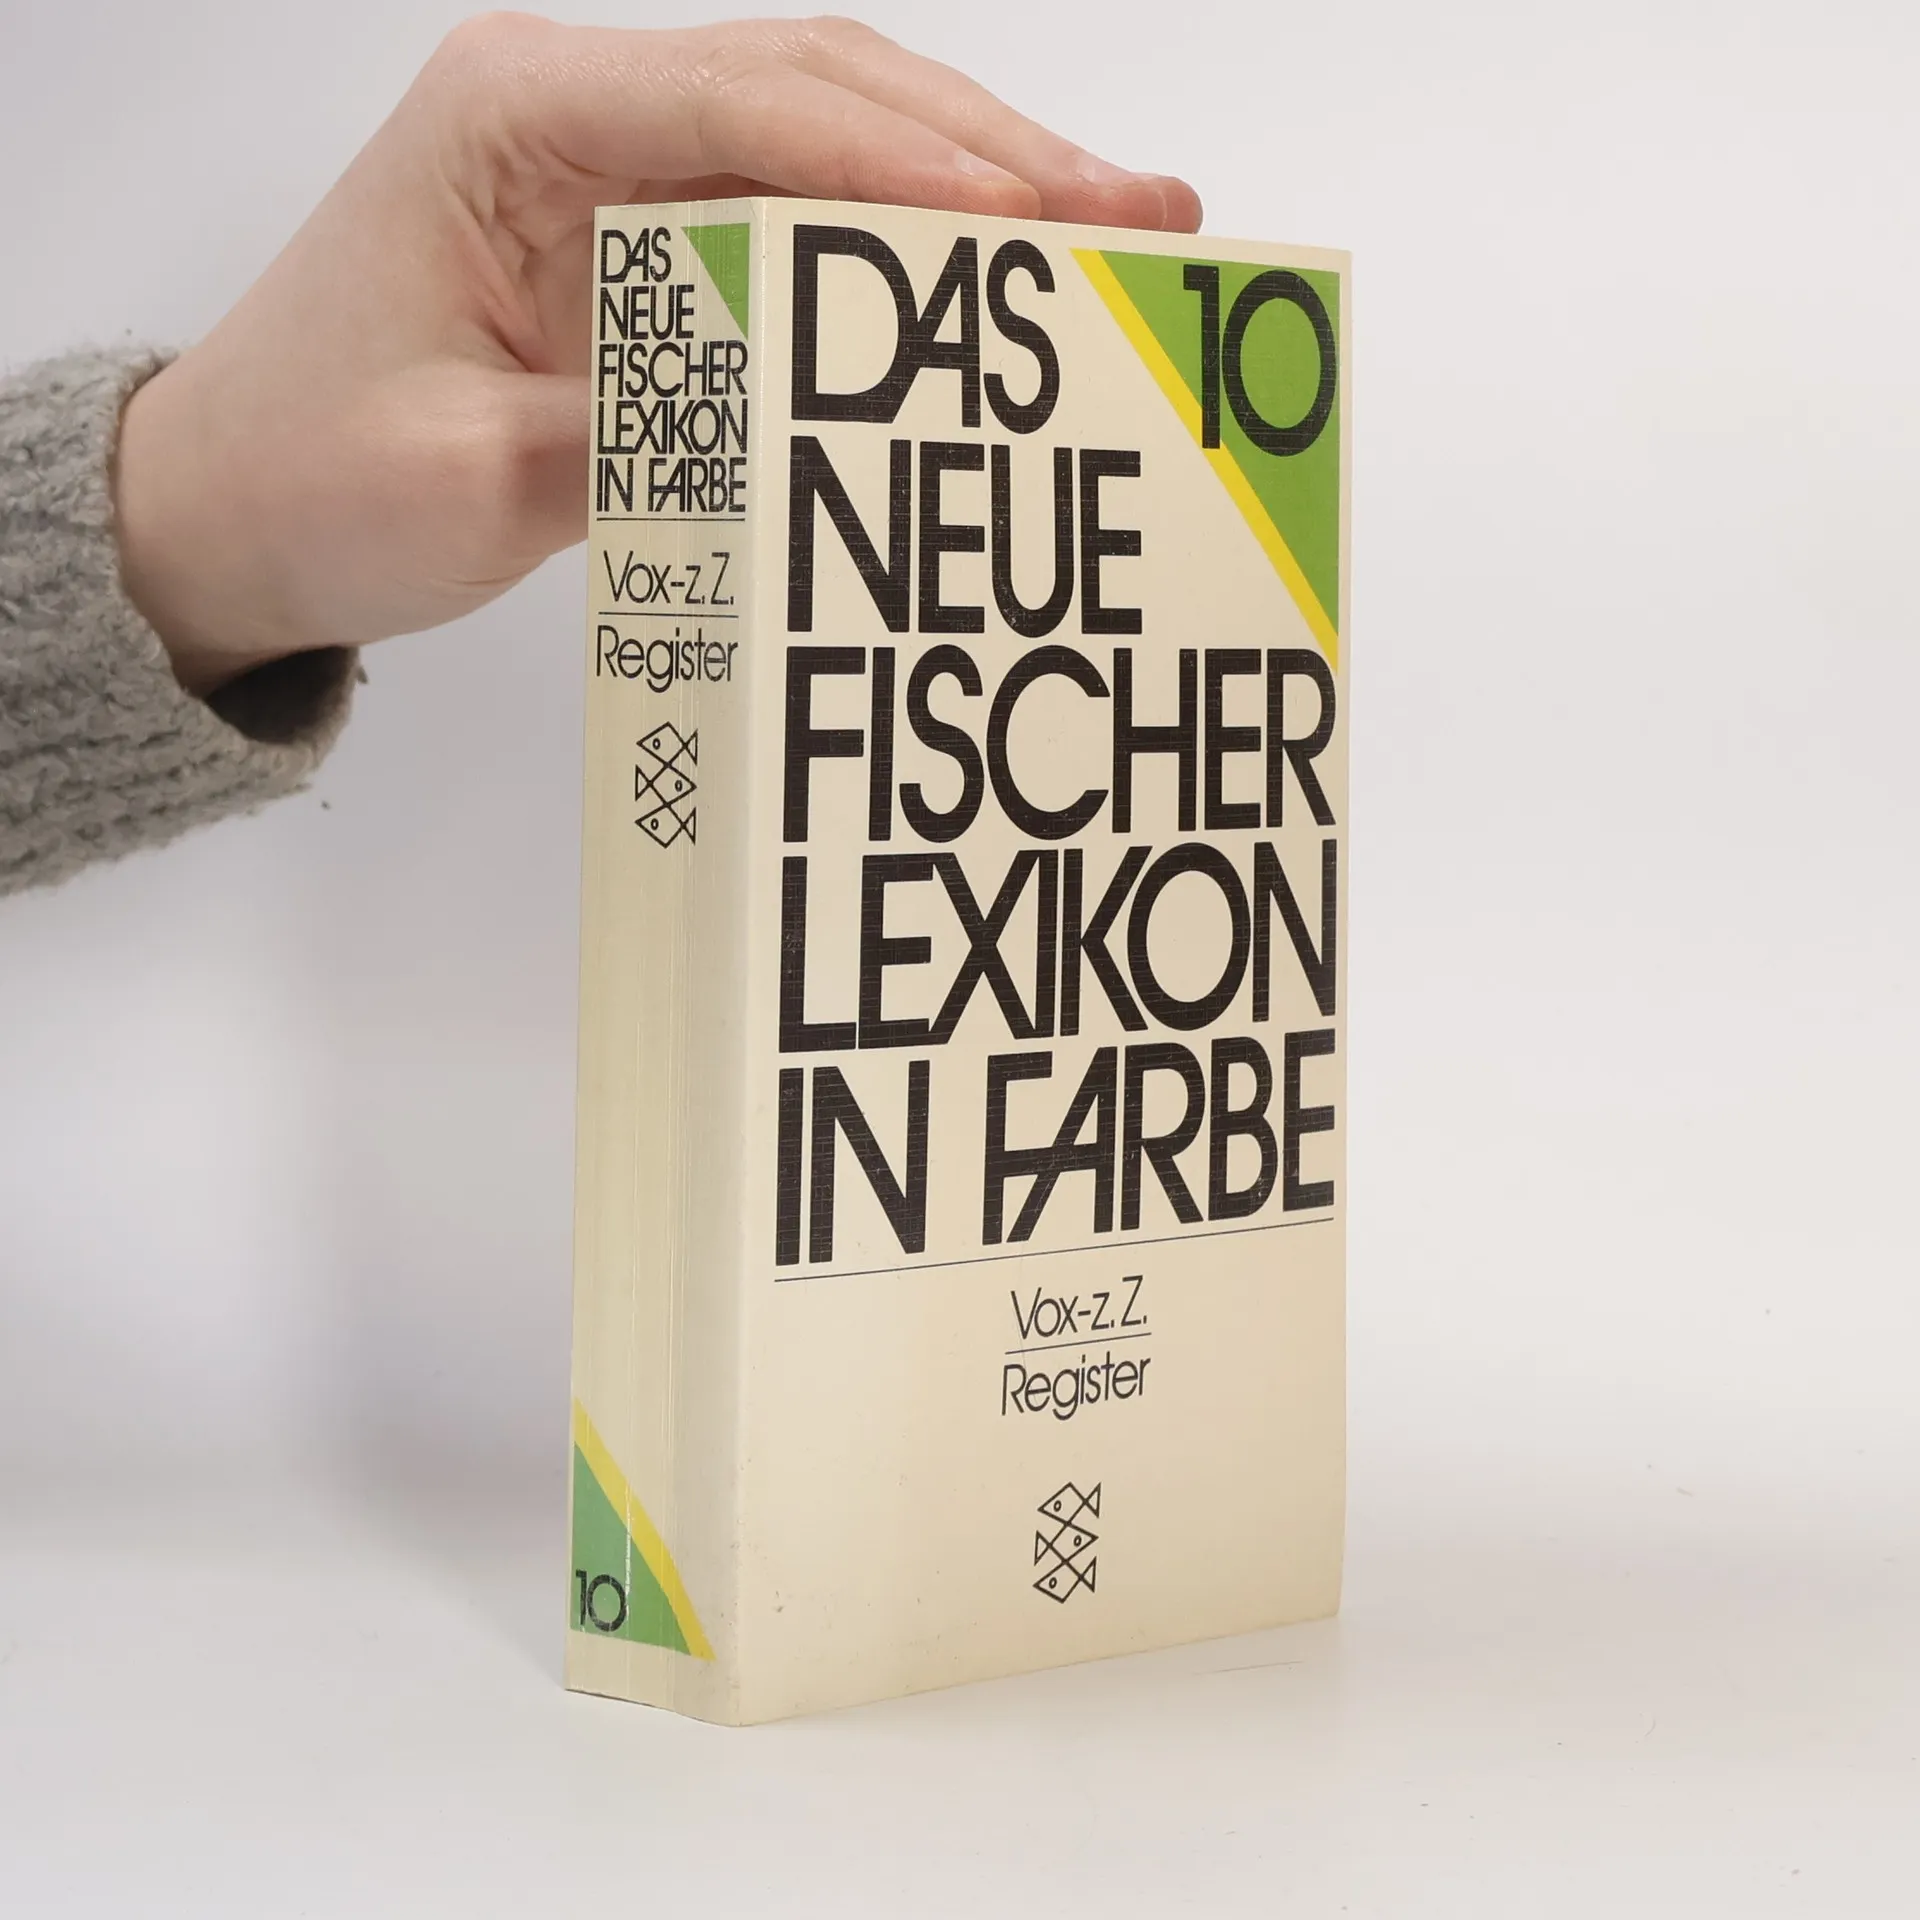 DAS
NEUE
FISCHER
LEXIKON
IN FARBE
Vox-z.Z.
Register
10
DAS
10
NEUE
FISCHER
LEXIKON
IN FARBE
Vox-z.Z.
Register